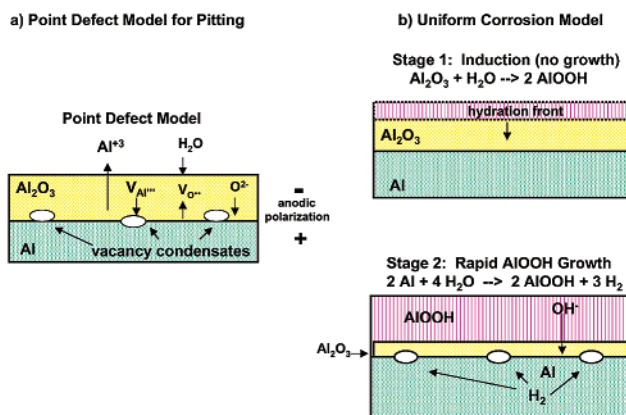 a) Point Defect Model for Pitting
Point Defect Model
Al+3
H2O
Al2O3
VAl'''
VO••
O2-
Al
vacancy condensates
-
anodic
polarization
+
b) Uniform Corrosion Model
Stage 1: Induction (no growth)
Al2O3 + H2O --> 2 AlOOH
hydration front
Al2O3
Al
Stage 2: Rapid AlOOH Growth
2 Al + 4 H2O --> 2 AlOOH + 3 H2
OH-
AlOOH
Al2O3
Al
H2